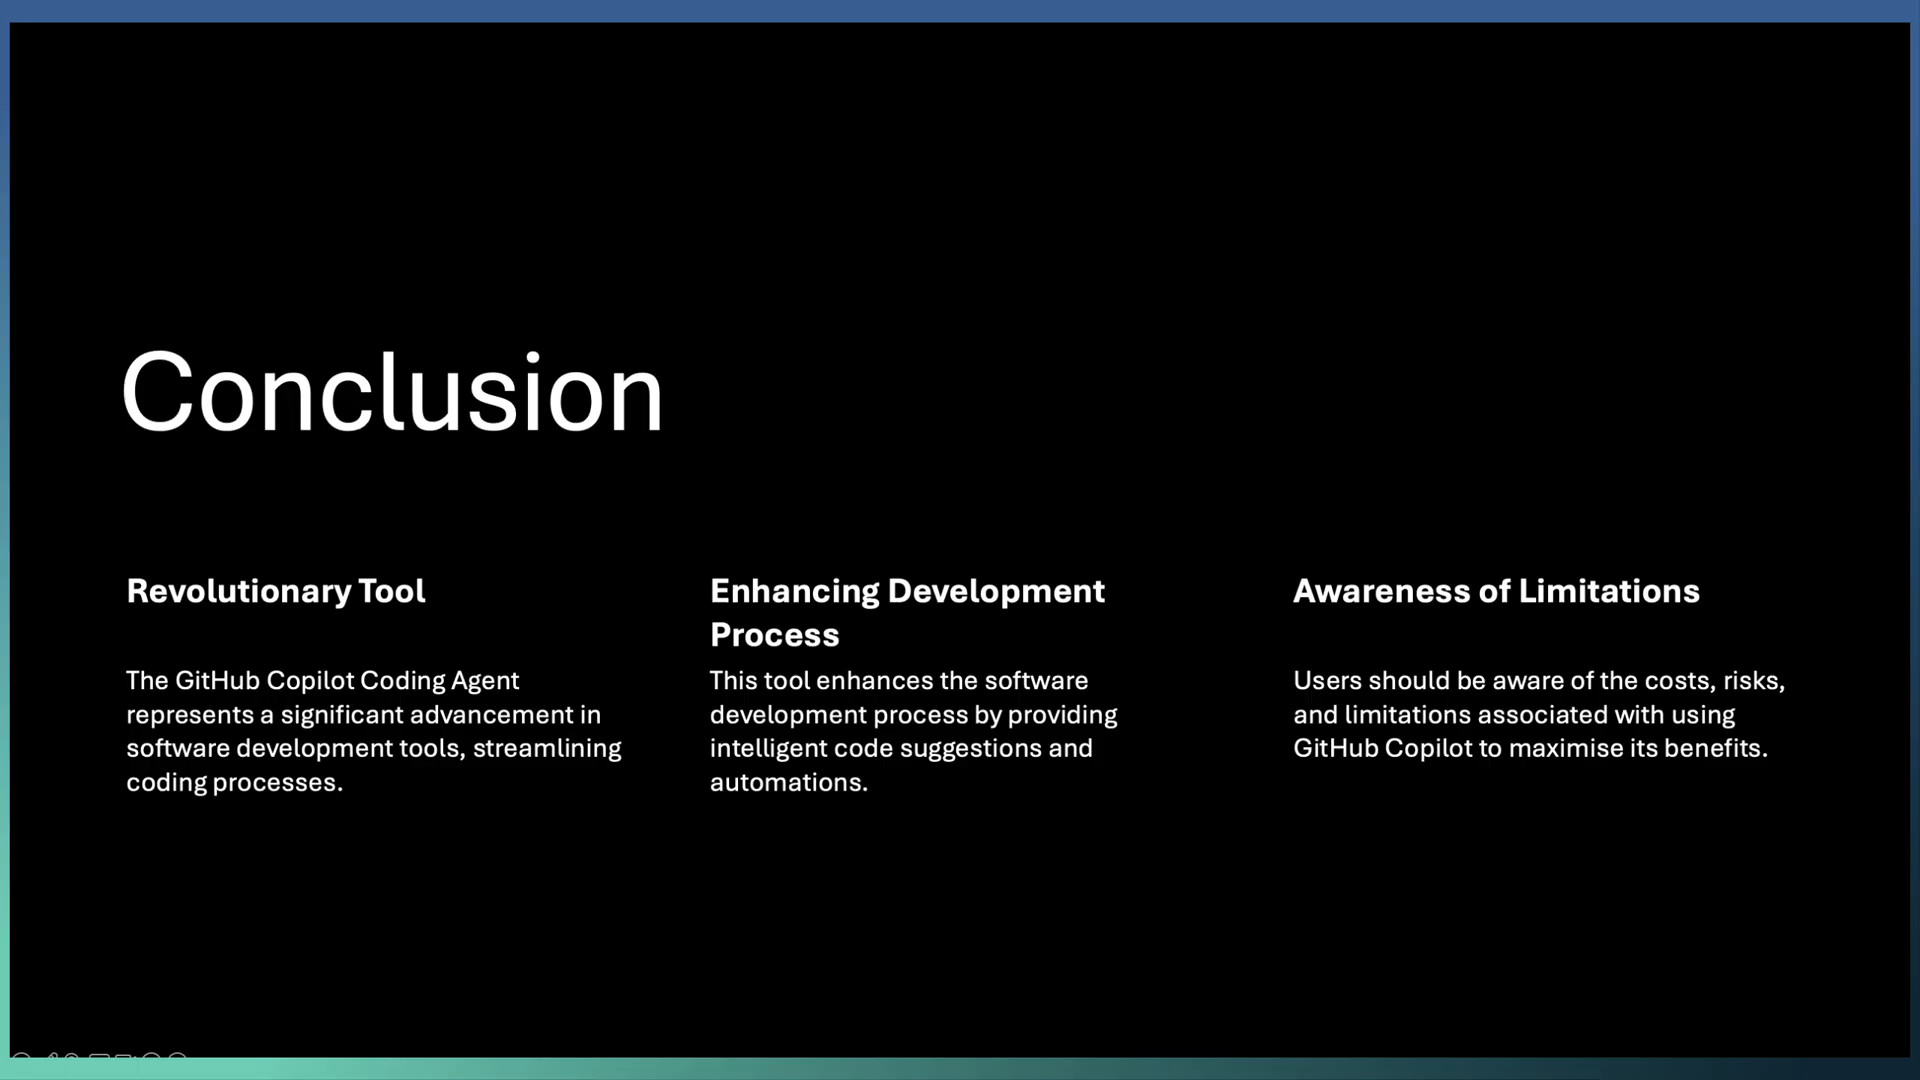 Conclusion
Revolutionary Tool
The GitHub Copilot Coding Agent
represents a significant advancement in
software development tools, streamlining
coding processes.
Enhancing Development
Process
This tool enhances the software
development process by providing
intelligent code suggestions and
automations.
Awareness of Limitations
Users should be aware of the costs, risks,
and limitations associated with using
GitHub Copilot to maximise its benefits.